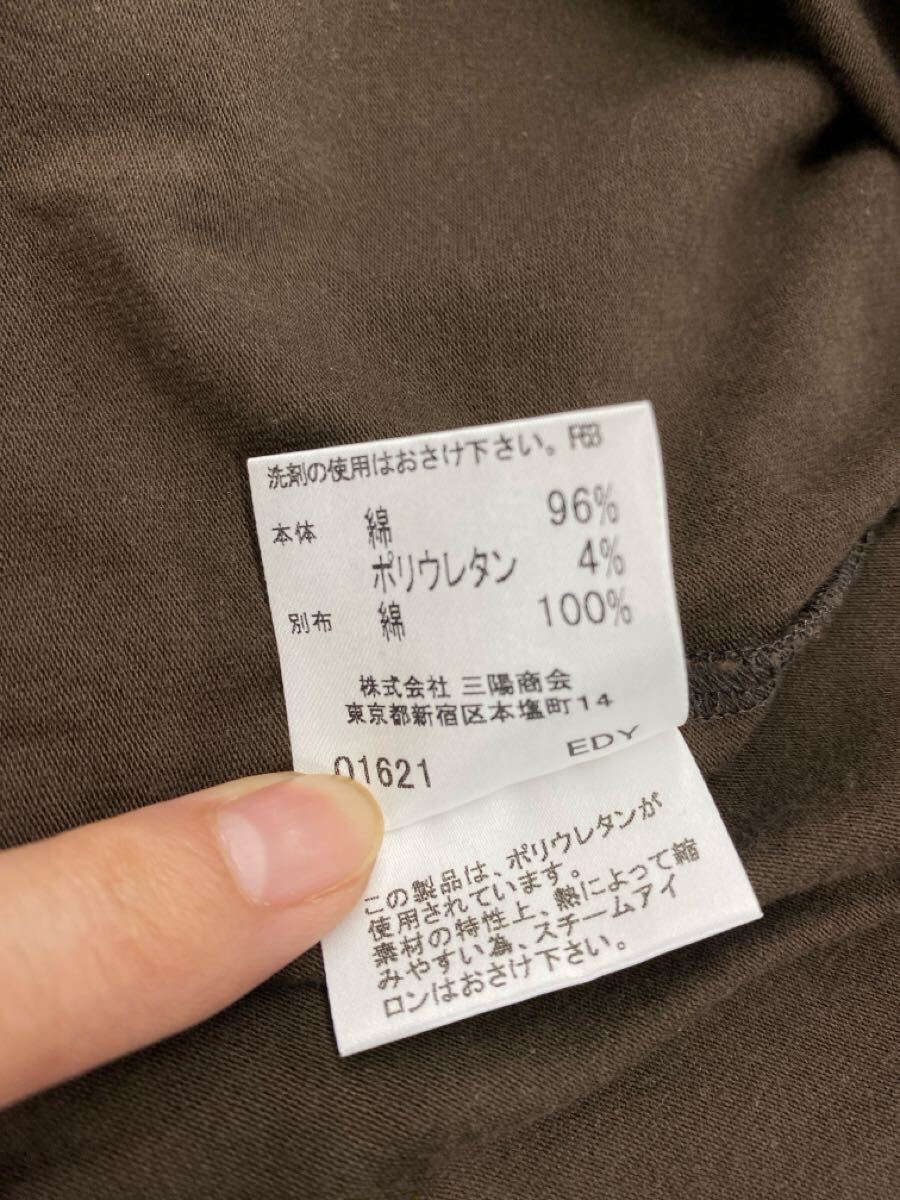 洗剤の使用はおさけ下さい。F63
本体 綿 96%
ポリウレタン 4%
別布 綿 100%
株式会社 三陽商会
東京都新宿区本塩町14
EDY
01621
この製品は、ポリウレタンが
使用されています。
素材の特性上、熱によって縮
みやすい為、スチームアイ
ロンはおさけ下さい。